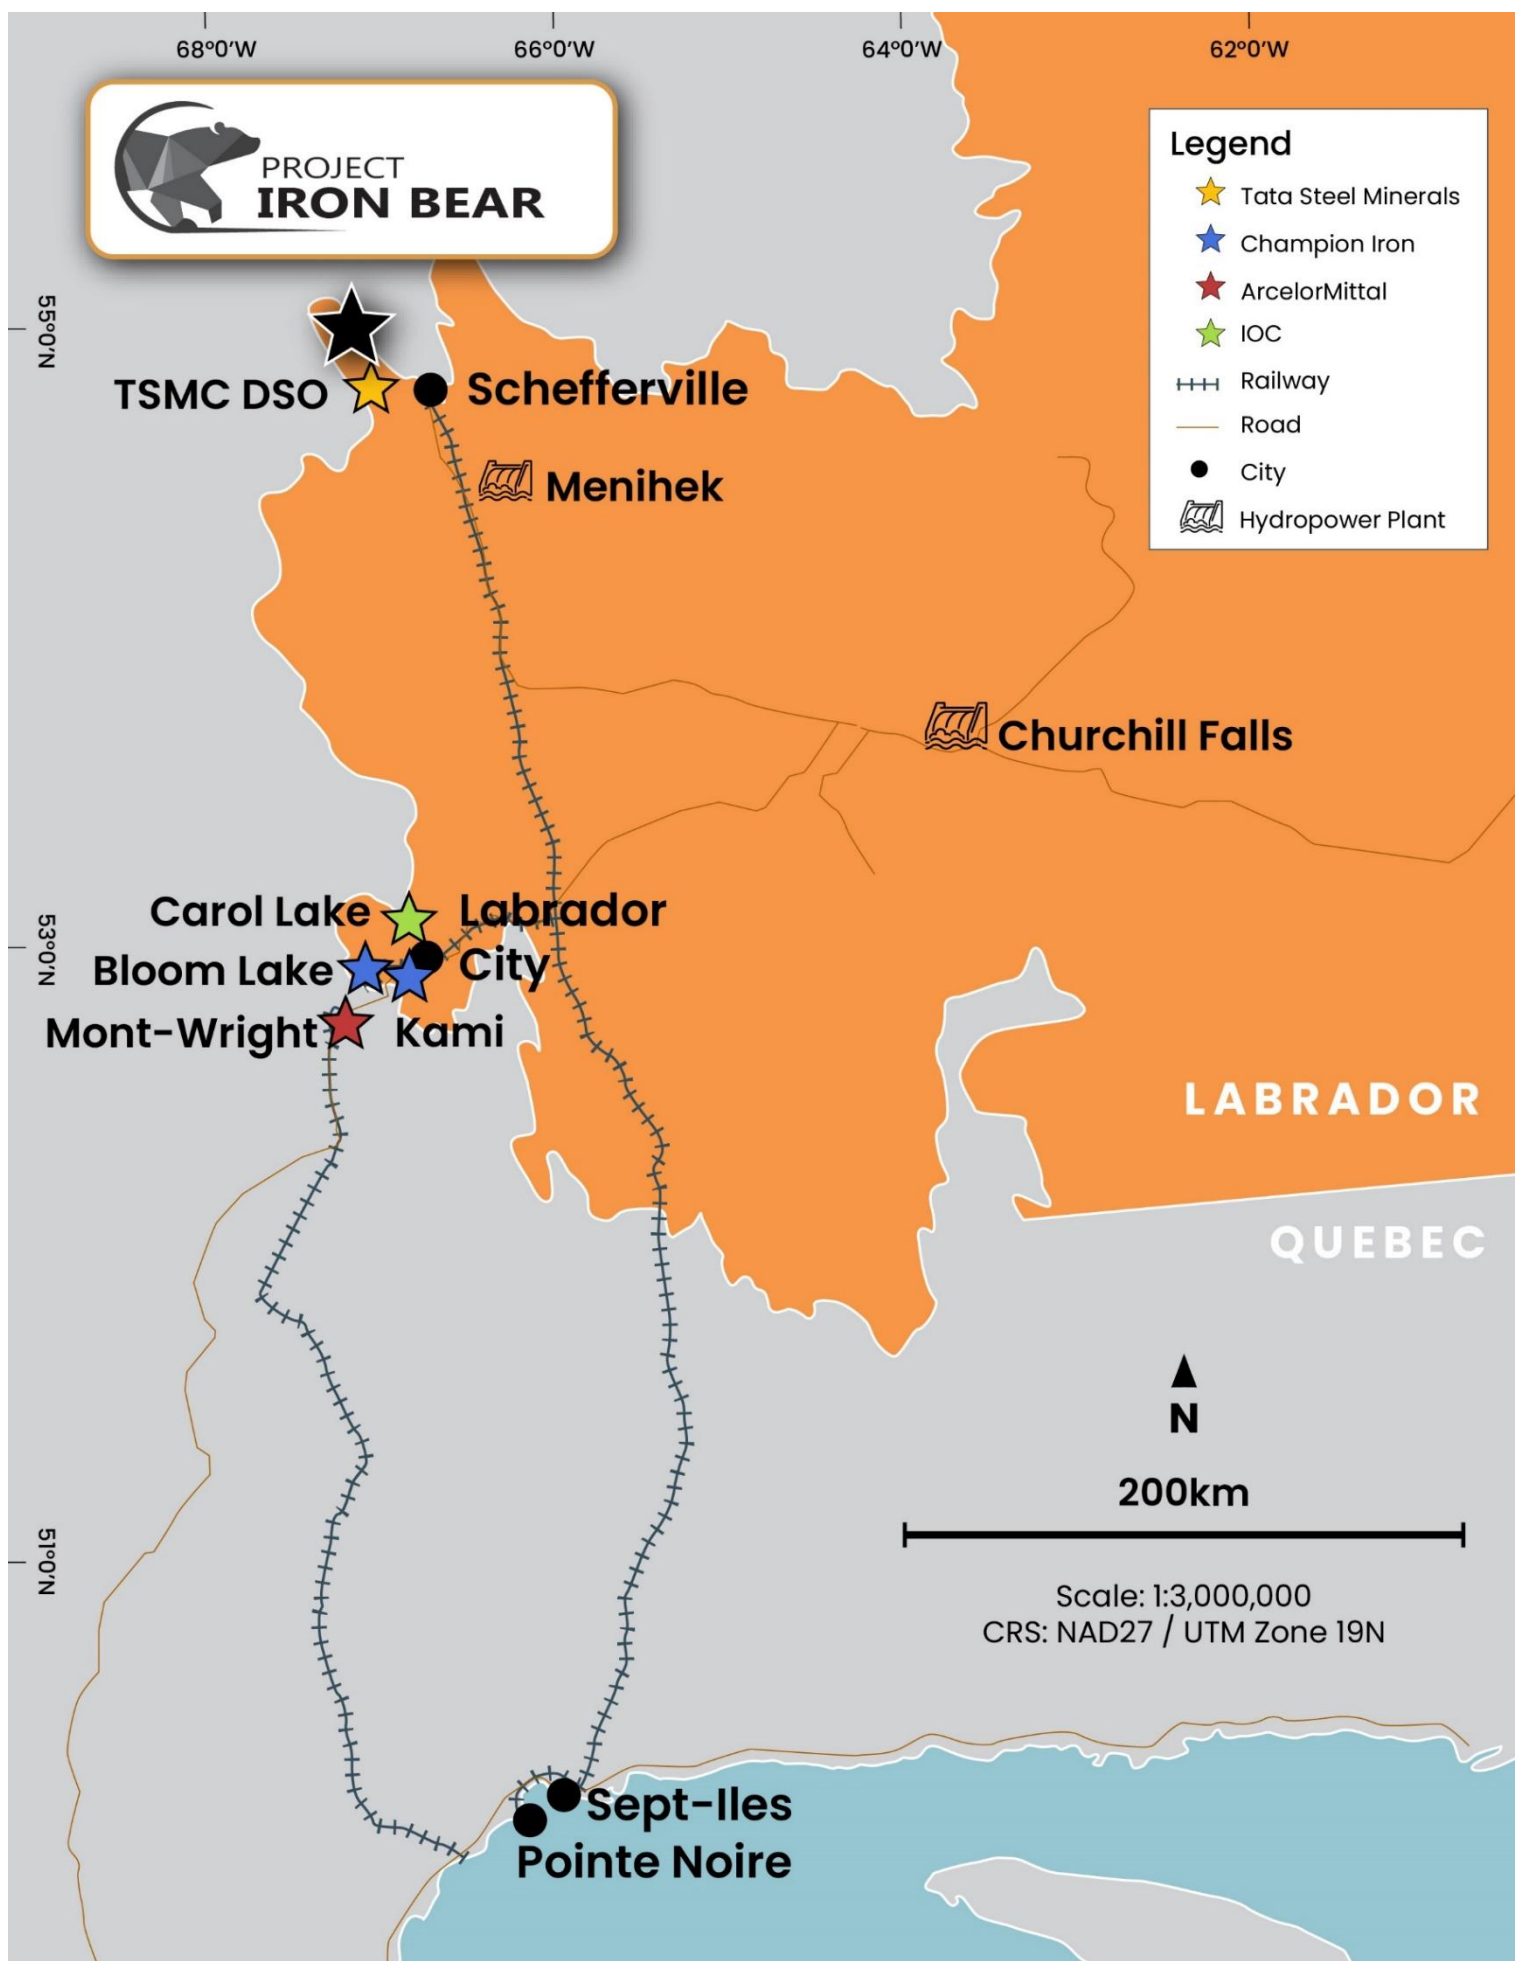 68°0'W
66°0'W
64°0'W
62°0'W
PROJECT
IRON BEAR
Legend
Tata Steel Minerals
Champion Iron
ArcelorMittal
IOC
Railway
Road
City
Hydropower Plant
55°0'N
TSMC DSO
Schefferville
Menihek
Churchill Falls
53°0'N
Carol Lake
Labrador
City
Bloom Lake
Mont-Wright
Kami
LABRADOR
QUEBEC
N
200km
51°0'N
Scale: 1:3,000,000
CRS: NAD27 / UTM Zone 19N
Sept-Iles
Pointe Noire